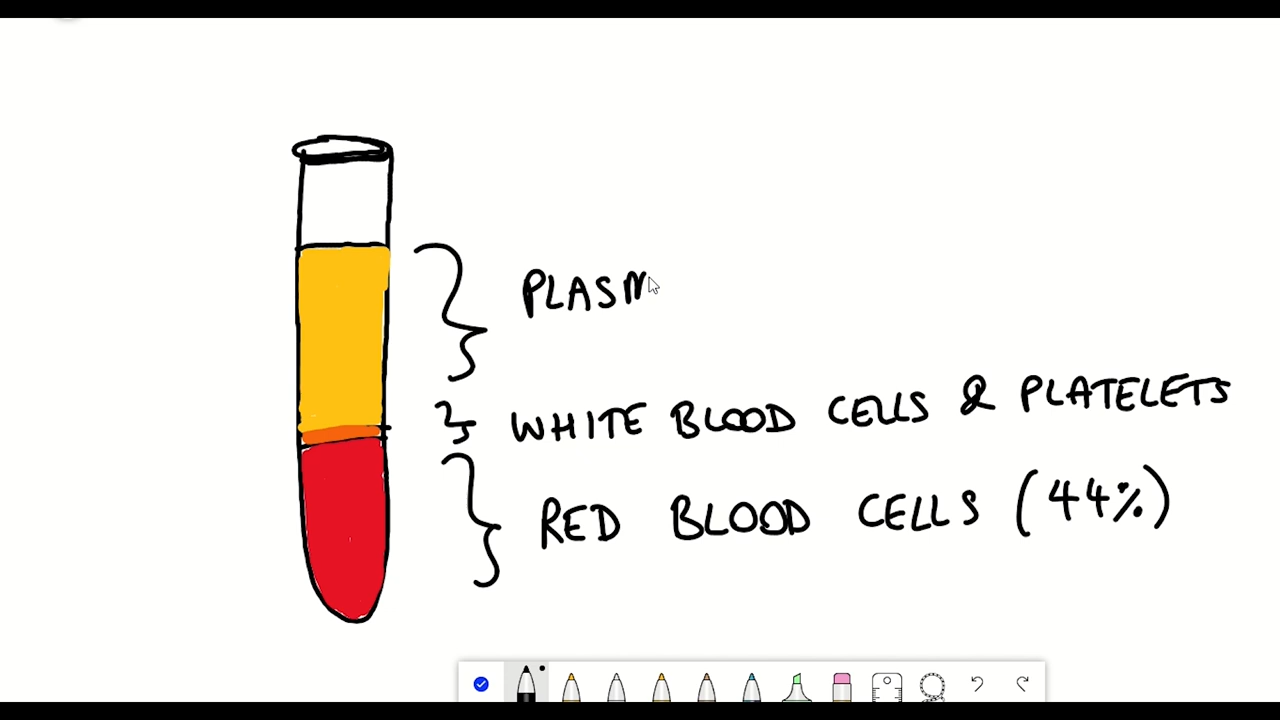 PLASM
WHITE BLOOD CELLS & PLATELETS
RED BLOOD CELLS (44%)